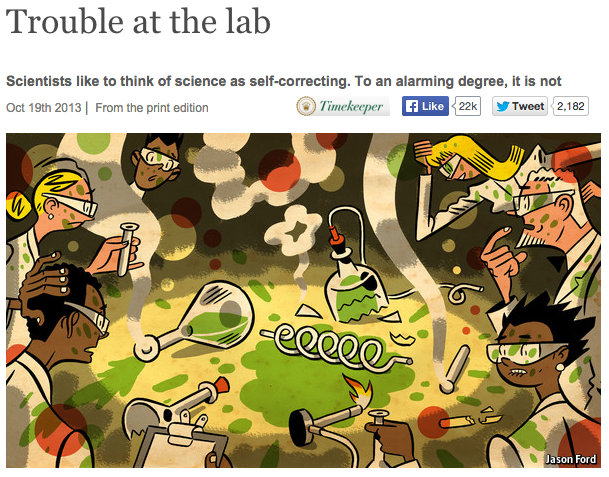 Trouble at the lab
Scientists like to think of science as self-correcting. To an alarming degree, it is not
Oct 19th 2013 | From the print edition
Timekeeper
Like 22k
Tweet 2,182
Jason Ford